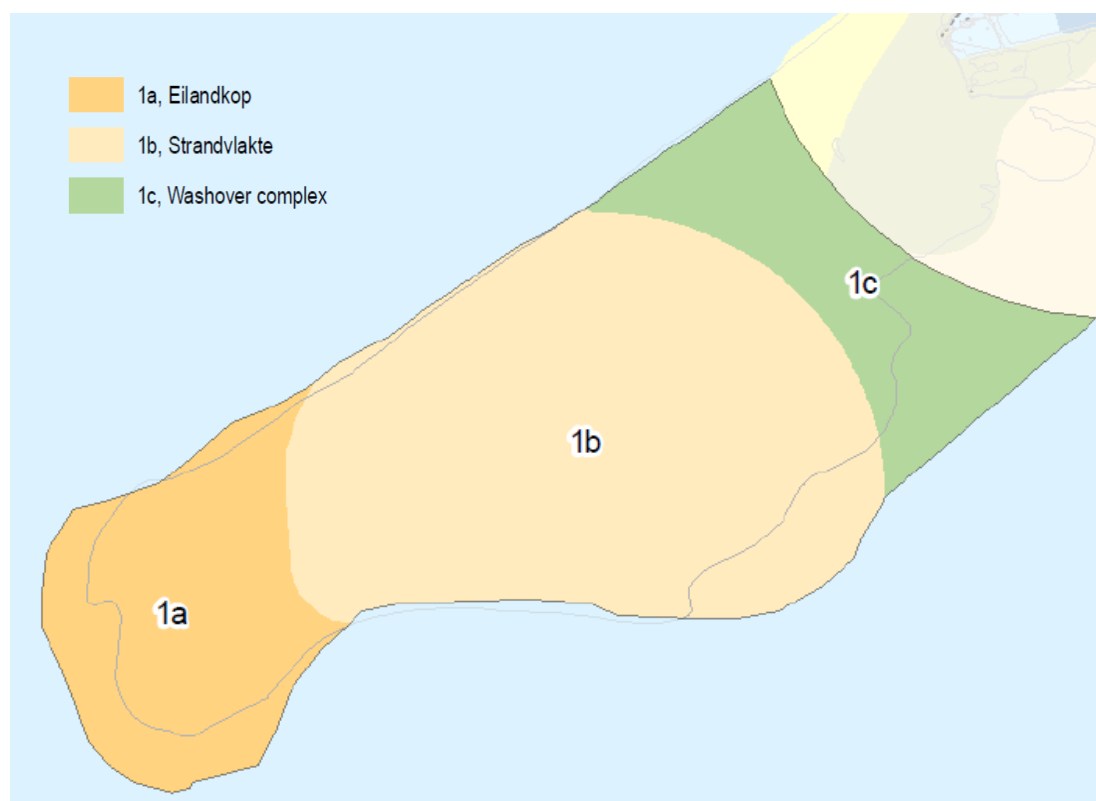 1a, Eilandkop
1b, Strandvlakte
1c, Washover complex
1c
1b
1a